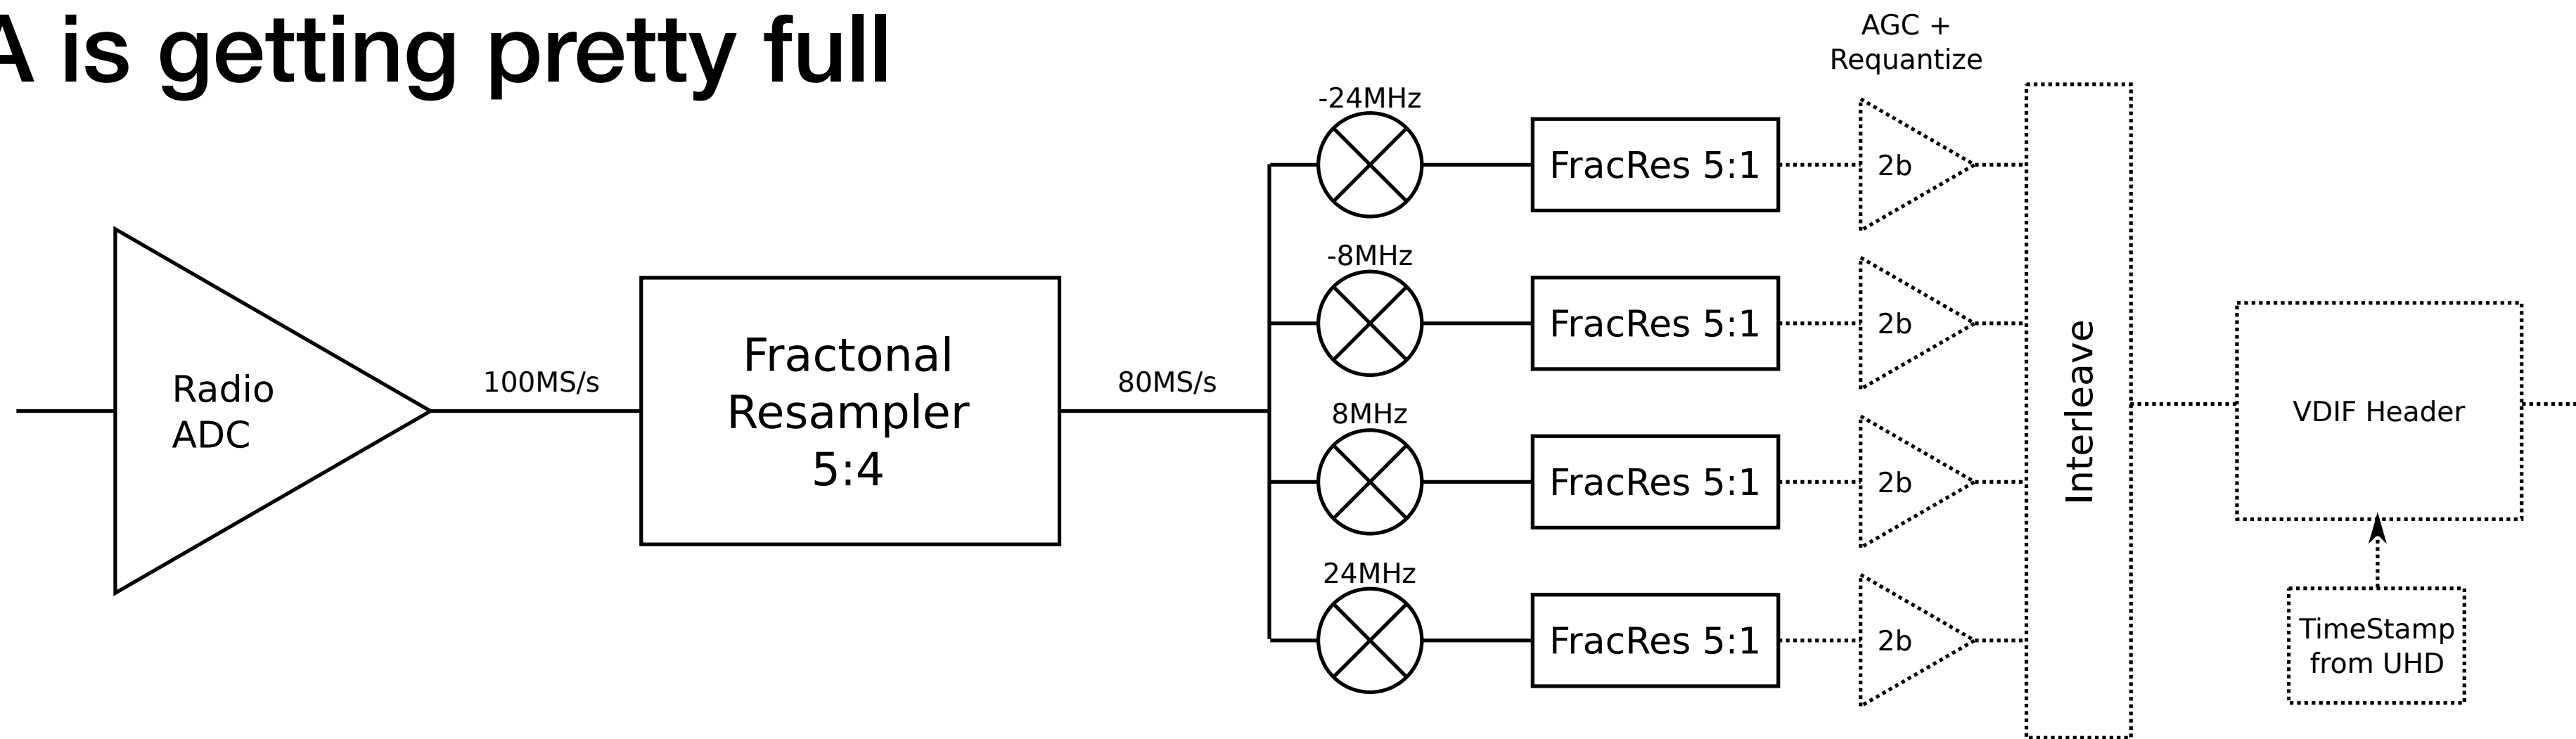 A is getting pretty full
AGC +
Requantize
-24MHz
FracRes 5:1
2b
-8MHz
FracRes 5:1
2b
Radio
ADC
100MS/s
Fractonal
Resampler
5:4
80MS/s
8MHz
FracRes 5:1
2b
24MHz
FracRes 5:1
2b
Interleave
VDIF Header
TimeStamp
from UHD